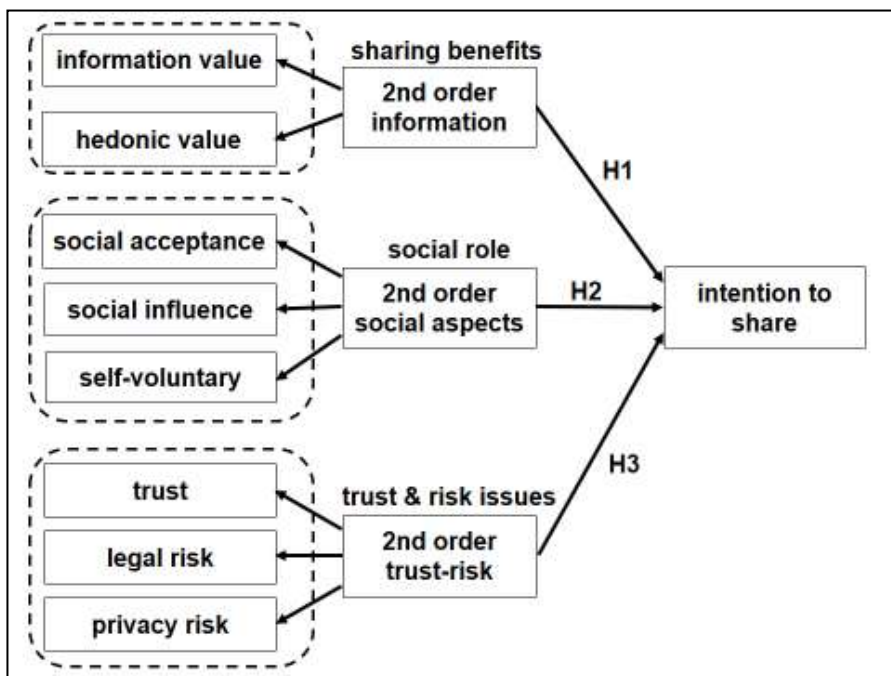 information value
hedonic value
sharing benefits
2nd order
information
H1
social acceptance
social influence
self-voluntary
social role
2nd order
social aspects
H2
intention to
share
trust
legal risk
privacy risk
trust & risk issues
2nd order
trust-risk
H3